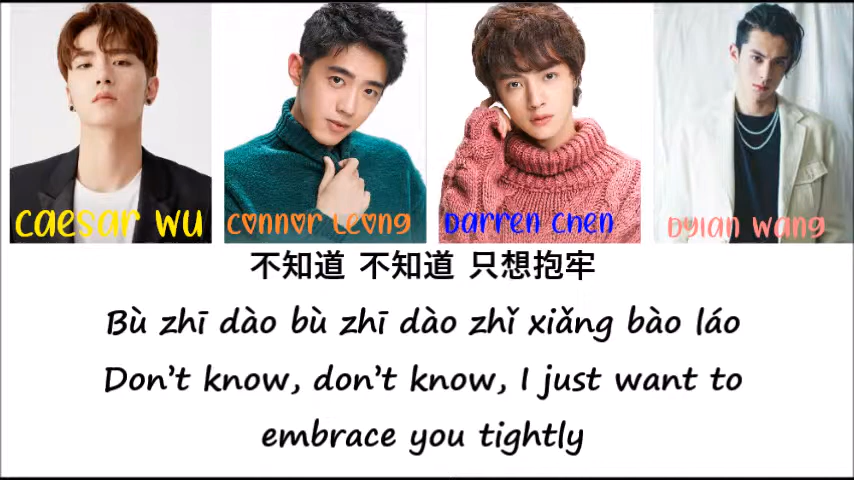 Caesar Wu
Connor Leong
Darren Chen
Dylan Wang
不知道 不知道 只想抱牢
Bù zhī dào bù zhī dào zhǐ xiǎng bào láo
Don't know, don't know, I just want to
embrace you tightly